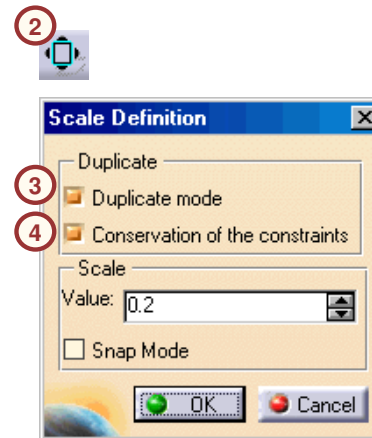 2
Scale Definition
Duplicate
3
Duplicate mode
4
Conservation of the constraints
Scale
Value: 0.2
Snap Mode
OK Cancel